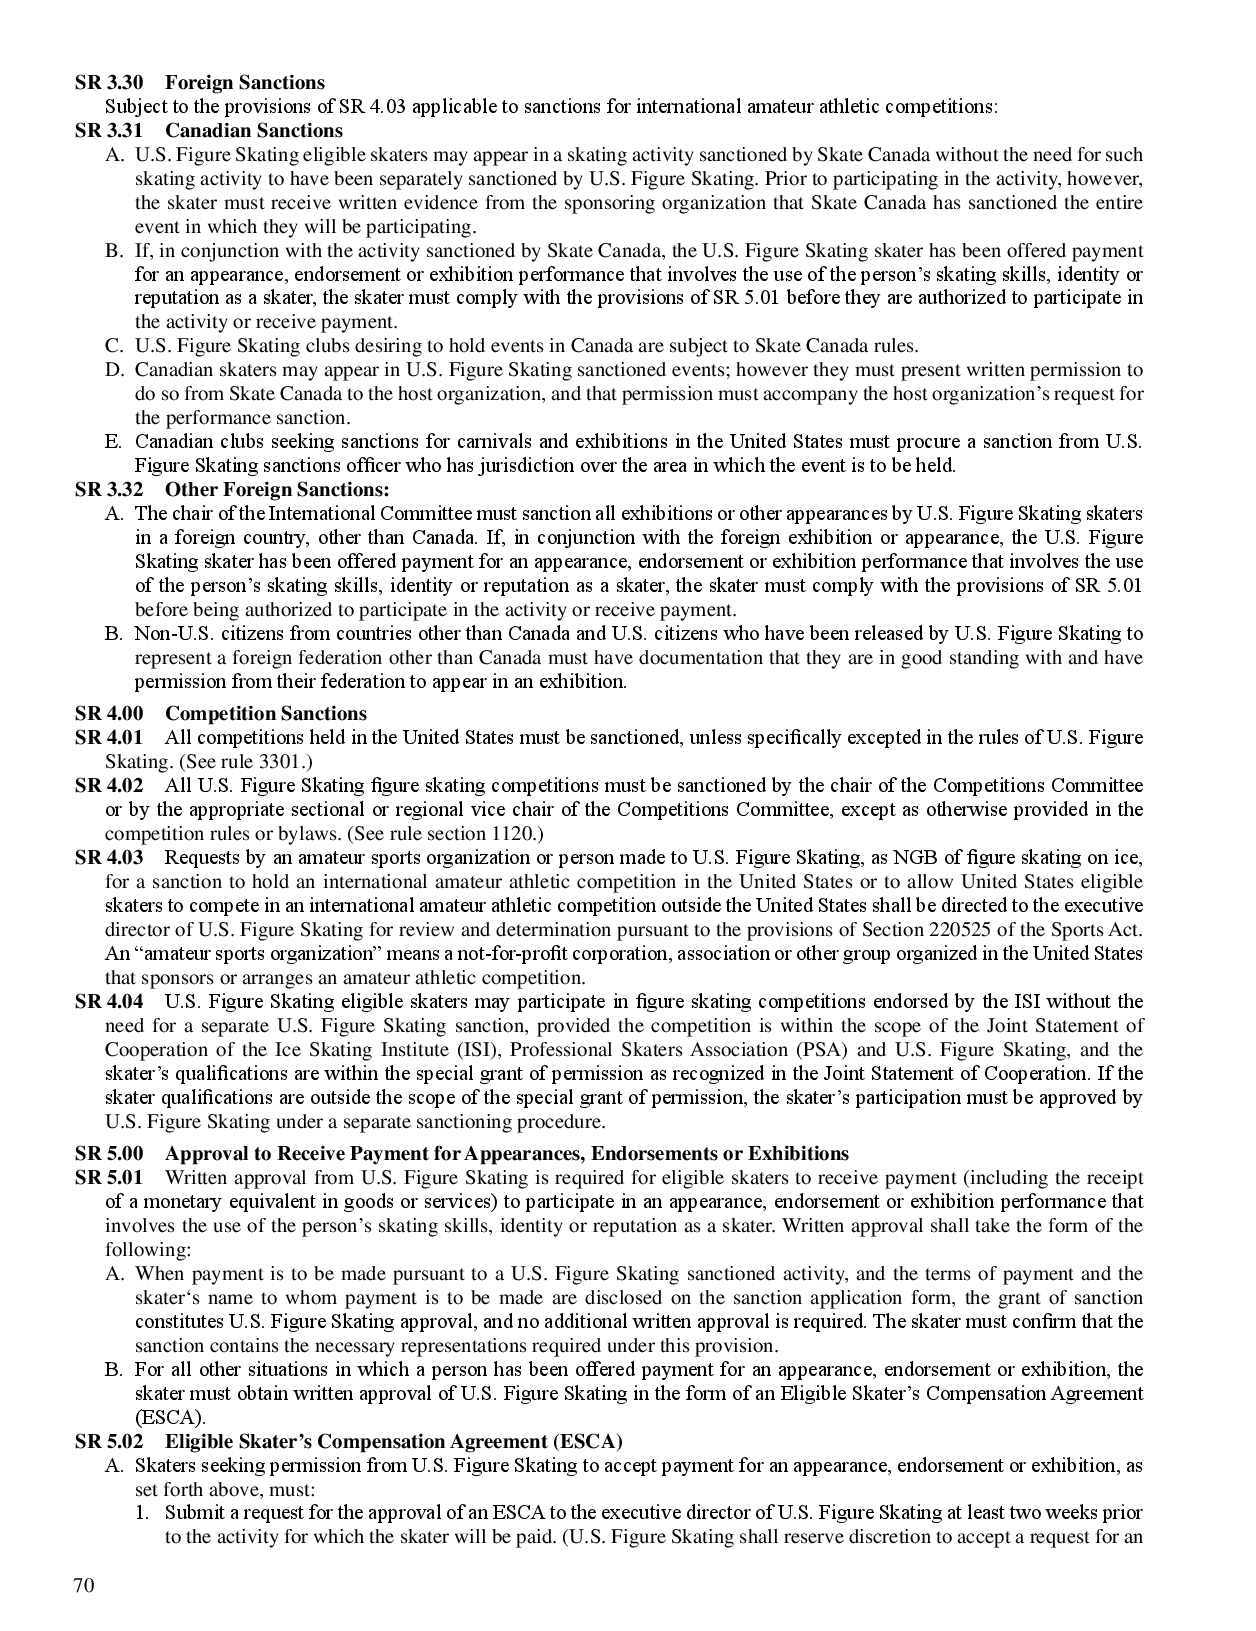 SR 3.30 Foreign Sanctions
Subject to the provisions of SR 4.03 applicable to sanctions for international amateur athletic competitions:
SR 3.31 Canadian Sanctions
A. U.S. Figure Skating eligible skaters may appear in a skating activity sanctioned by Skate Canada without the need for such
skating activity to have been separately sanctioned by U.S. Figure Skating. Prior to participating in the activity, however,
the skater must receive written evidence from the sponsoring organization that Skate Canada has sanctioned the entire
event in which they will be participating.
B. If, in conjunction with the activity sanctioned by Skate Canada, the U.S. Figure Skating skater has been offered payment
for an appearance, endorsement or exhibition performance that involves the use of the person’s skating skills, identity or
reputation as a skater, the skater must comply with the provisions of SR 5.01 before they are authorized to participate in
the activity or receive payment.
C. U.S. Figure Skating clubs desiring to hold events in Canada are subject to Skate Canada rules.
D. Canadian skaters may appear in U.S. Figure Skating sanctioned events; however they must present written permission to
do so from Skate Canada to the host organization, and that permission must accompany the host organization’s request for
the performance sanction.
E. Canadian clubs seeking sanctions for carnivals and exhibitions in the United States must procure a sanction from U.S.
Figure Skating sanctions officer who has jurisdiction over the area in which the event is to be held.
SR 3.32 Other Foreign Sanctions:
A. The chair of the International Committee must sanction all exhibitions or other appearances by U.S. Figure Skating skaters
in a foreign country, other than Canada. If, in conjunction with the foreign exhibition or appearance, the U.S. Figure
Skating skater has been offered payment for an appearance, endorsement or exhibition performance that involves the use
of the person’s skating skills, identity or reputation as a skater, the skater must comply with the provisions of SR 5.01
before being authorized to participate in the activity or receive payment.
B. Non-U.S. citizens from countries other than Canada and U.S. citizens who have been released by U.S. Figure Skating to
represent a foreign federation other than Canada must have documentation that they are in good standing with and have
permission from their federation to appear in an exhibition.
SR 4.00 Competition Sanctions
SR 4.01 All competitions held in the United States must be sanctioned, unless specifically excepted in the rules of U.S. Figure
Skating. (See rule 3301.)
SR 4.02 All U.S. Figure Skating figure skating competitions must be sanctioned by the chair of the Competitions Committee
or by the appropriate sectional or regional vice chair of the Competitions Committee, except as otherwise provided in the
competition rules or bylaws. (See rule section 1120.)
SR 4.03 Requests by an amateur sports organization or person made to U.S. Figure Skating, as NGB of figure skating on ice,
for a sanction to hold an international amateur athletic competition in the United States or to allow United States eligible
skaters to compete in an international amateur athletic competition outside the United States shall be directed to the executive
director of U.S. Figure Skating for review and determination pursuant to the provisions of Section 220525 of the Sports Act.
An “amateur sports organization” means a not-for-profit corporation, association or other group organized in the United States
that sponsors or arranges an amateur athletic competition.
SR 4.04 U.S. Figure Skating eligible skaters may participate in figure skating competitions endorsed by the ISI without the
need for a separate U.S. Figure Skating sanction, provided the competition is within the scope of the Joint Statement of
Cooperation of the Ice Skating Institute (ISI), Professional Skaters Association (PSA) and U.S. Figure Skating, and the
skater’s qualifications are within the special grant of permission as recognized in the Joint Statement of Cooperation. If the
skater qualifications are outside the scope of the special grant of permission, the skater’s participation must be approved by
U.S. Figure Skating under a separate sanctioning procedure.
SR 5.00 Approval to Receive Payment for Appearances, Endorsements or Exhibitions
SR 5.01 Written approval from U.S. Figure Skating is required for eligible skaters to receive payment (including the receipt
of a monetary equivalent in goods or services) to participate in an appearance, endorsement or exhibition performance that
involves the use of the person’s skating skills, identity or reputation as a skater. Written approval shall take the form of the
following:
A. When payment is to be made pursuant to a U.S. Figure Skating sanctioned activity, and the terms of payment and the
skater‘s name to whom payment is to be made are disclosed on the sanction application form, the grant of sanction
constitutes U.S. Figure Skating approval, and no additional written approval is required. The skater must confirm that the
sanction contains the necessary representations required under this provision.
B. For all other situations in which a person has been offered payment for an appearance, endorsement or exhibition, the
skater must obtain written approval of U.S. Figure Skating in the form of an Eligible Skater’s Compensation Agreement
(ESCA).
SR 5.02 Eligible Skater’s Compensation Agreement (ESCA)
A. Skaters seeking permission from U.S. Figure Skating to accept payment for an appearance, endorsement or exhibition, as
set forth above, must:
1. Submit a request for the approval of an ESCA to the executive director of U.S. Figure Skating at least two weeks prior
to the activity for which the skater will be paid. (U.S. Figure Skating shall reserve discretion to accept a request for an
70